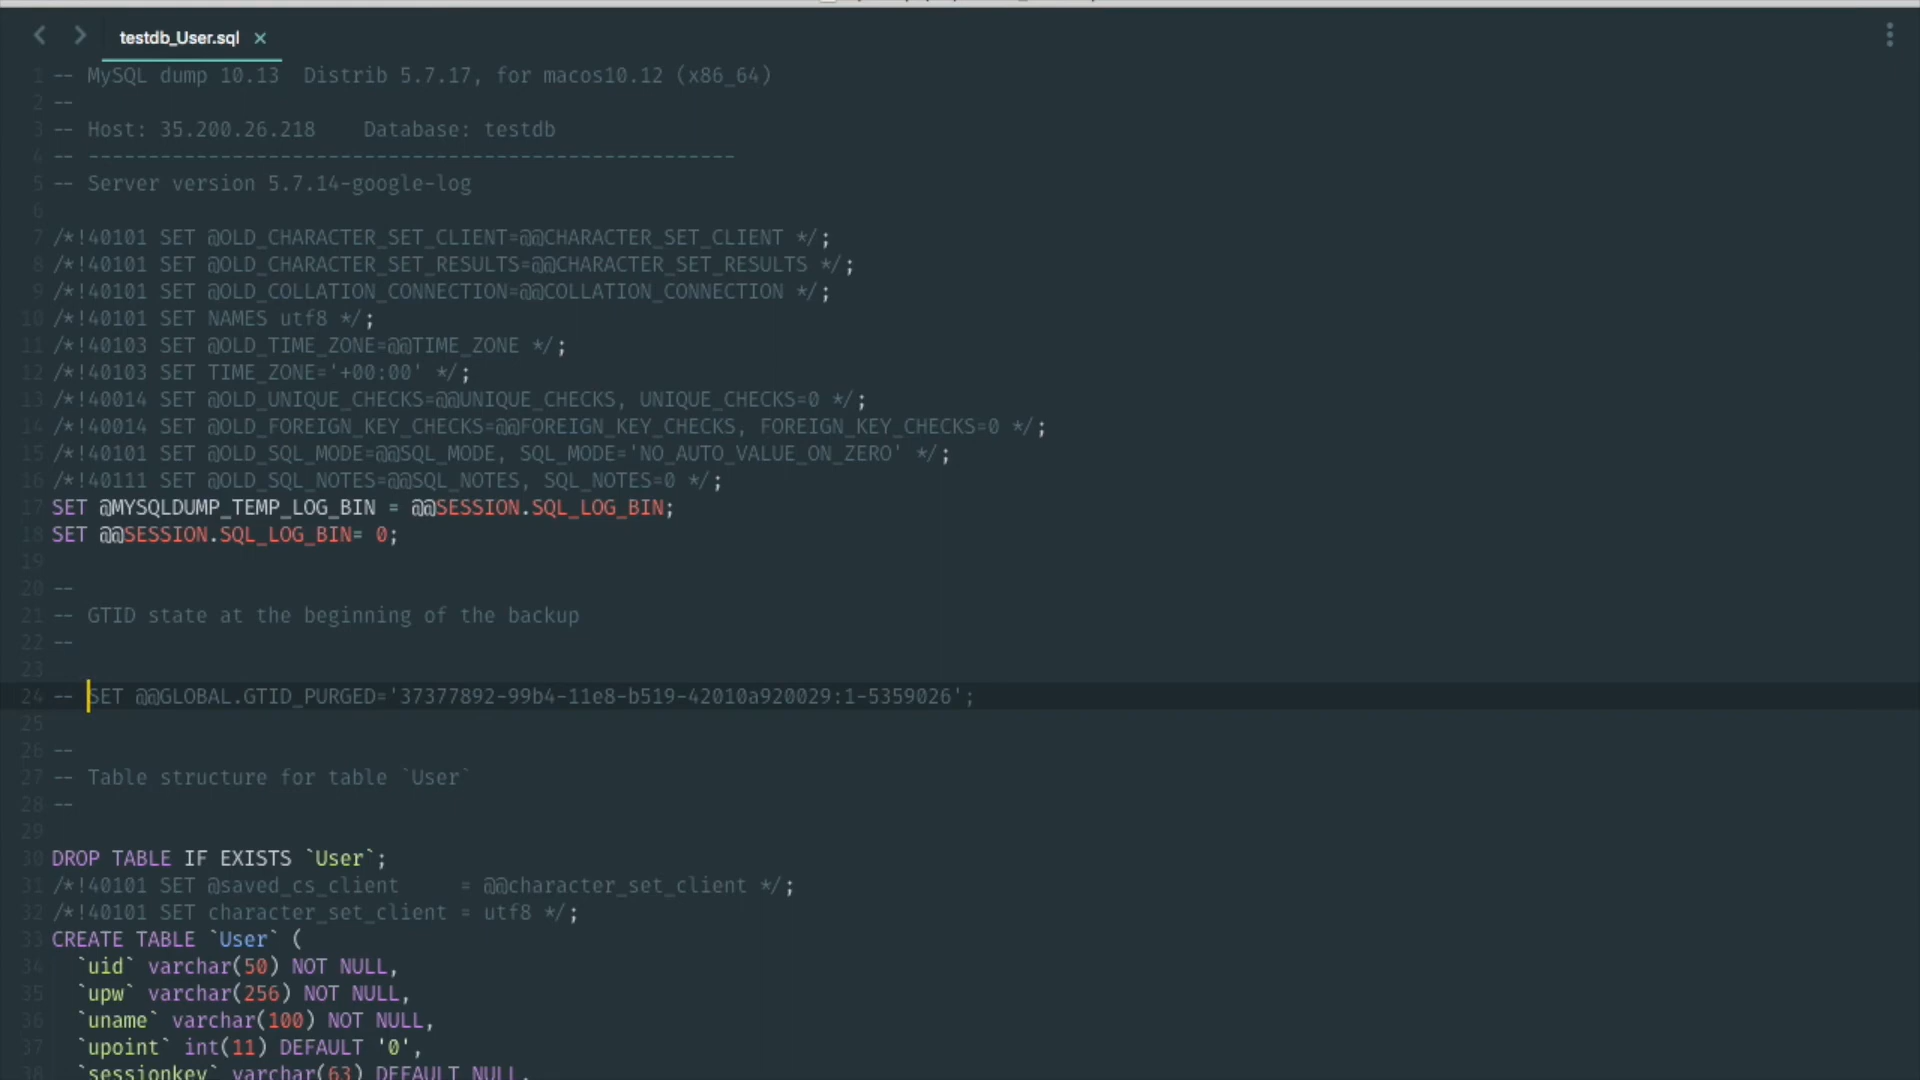 testdb_User.sql ×
1 -- MySQL dump 10.13  Distrib 5.7.17, for macos10.12 (x86_64)
2 --
3 -- Host: 35.200.26.218    Database: testdb
4 -- ------------------------------------------------------
5 -- Server version 5.7.14-google-log
6
7 /*!40101 SET @OLD_CHARACTER_SET_CLIENT=@@CHARACTER_SET_CLIENT */;
8 /*!40101 SET @OLD_CHARACTER_SET_RESULTS=@@CHARACTER_SET_RESULTS */;
9 /*!40101 SET @OLD_COLLATION_CONNECTION=@@COLLATION_CONNECTION */;
10 /*!40101 SET NAMES utf8 */;
11 /*!40103 SET @OLD_TIME_ZONE=@@TIME_ZONE */;
12 /*!40103 SET TIME_ZONE='+00:00' */;
13 /*!40014 SET @OLD_UNIQUE_CHECKS=@@UNIQUE_CHECKS, UNIQUE_CHECKS=0 */;
14 /*!40014 SET @OLD_FOREIGN_KEY_CHECKS=@@FOREIGN_KEY_CHECKS, FOREIGN_KEY_CHECKS=0 */;
15 /*!40101 SET @OLD_SQL_MODE=@@SQL_MODE, SQL_MODE='NO_AUTO_VALUE_ON_ZERO' */;
16 /*!40111 SET @OLD_SQL_NOTES=@@SQL_NOTES, SQL_NOTES=0 */;
17 SET @MYSQLDUMP_TEMP_LOG_BIN = @@SESSION.SQL_LOG_BIN;
18 SET @@SESSION.SQL_LOG_BIN= 0;
19
20 --
21 -- GTID state at the beginning of the backup
22 --
23
24 -- SET @@GLOBAL.GTID_PURGED='37377892-99b4-11e8-b519-42010a920029:1-5359026';
25
26 --
27 -- Table structure for table `User`
28 --
29
30 DROP TABLE IF EXISTS `User`;
31 /*!40101 SET @saved_cs_client     = @@character_set_client */;
32 /*!40101 SET character_set_client = utf8 */;
33 CREATE TABLE `User` (
34   `uid` varchar(50) NOT NULL,
35   `upw` varchar(256) NOT NULL,
36   `uname` varchar(100) NOT NULL,
37   `upoint` int(11) DEFAULT '0',
38   `sessionkey` varchar(63) DEFAULT NULL,